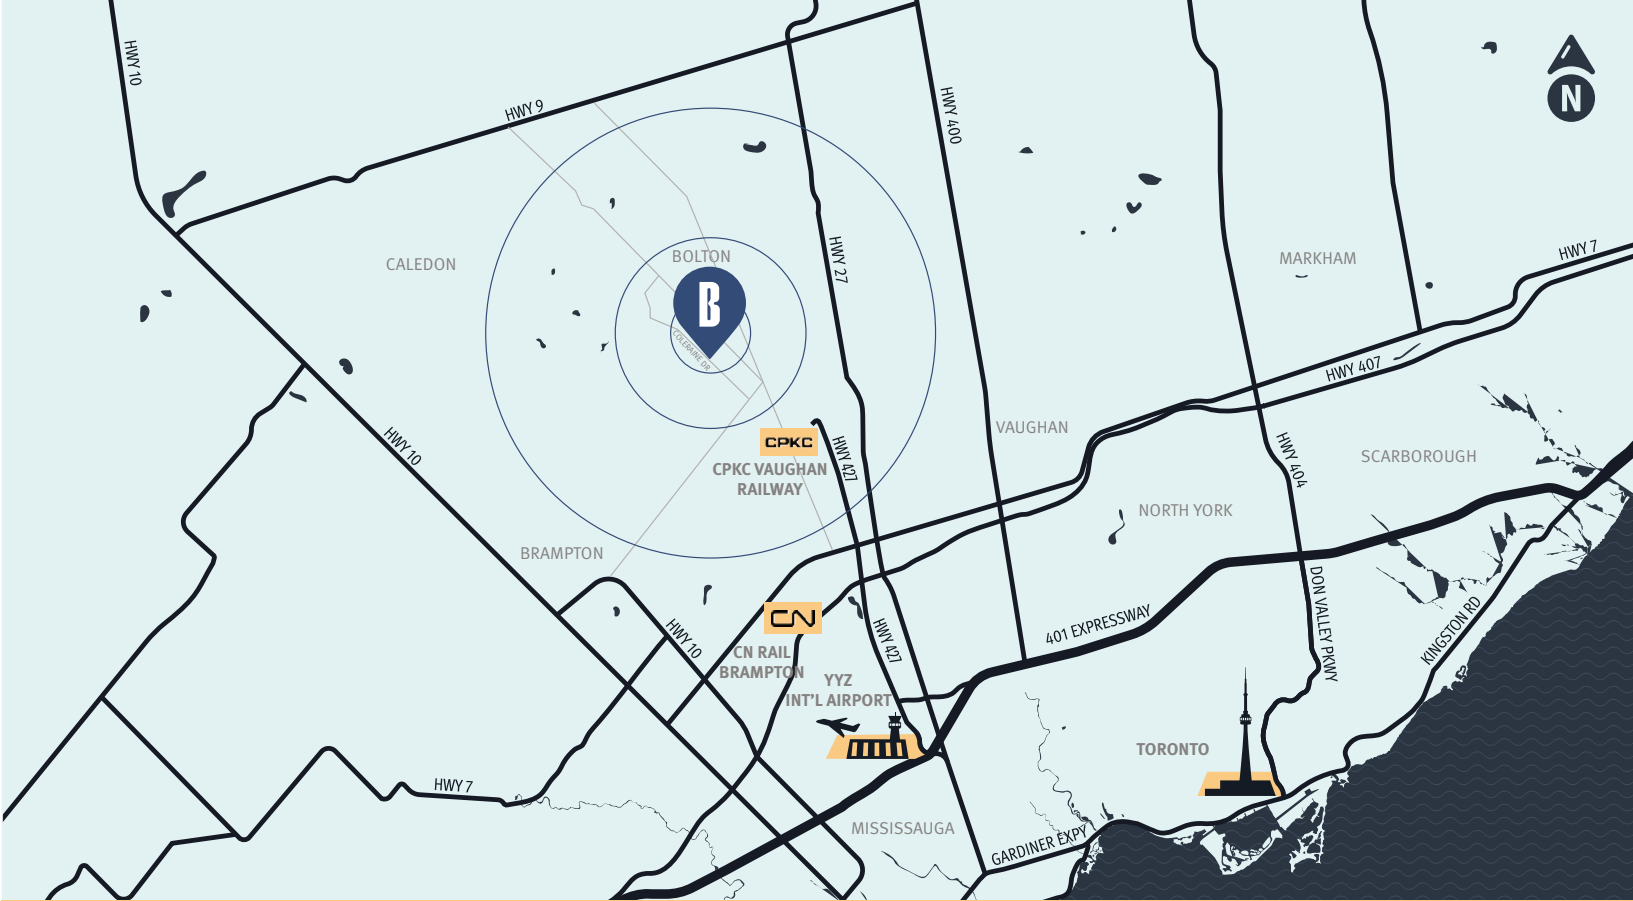 HWY 10
HWY 9
HWY 400
N
HWY 27
HWY 7
CALEDON
BOLTON
MARKHAM
B
COLERAINE DR
HWY 407
HWY 10
CPKC
HWY 427
VAUGHAN
HWY 404
SCARBOROUGH
CPKC VAUGHAN
RAILWAY
NORTH YORK
BRAMPTON
CN
HWY 10
HWY 427
401 EXPRESSWAY
DON VALLEY PKWY
KINGSTON RD
CN RAIL
BRAMPTON
YYZ
INT'L AIRPORT
TORONTO
HWY 7
MISSISSAUGA
GARDINER EXPY